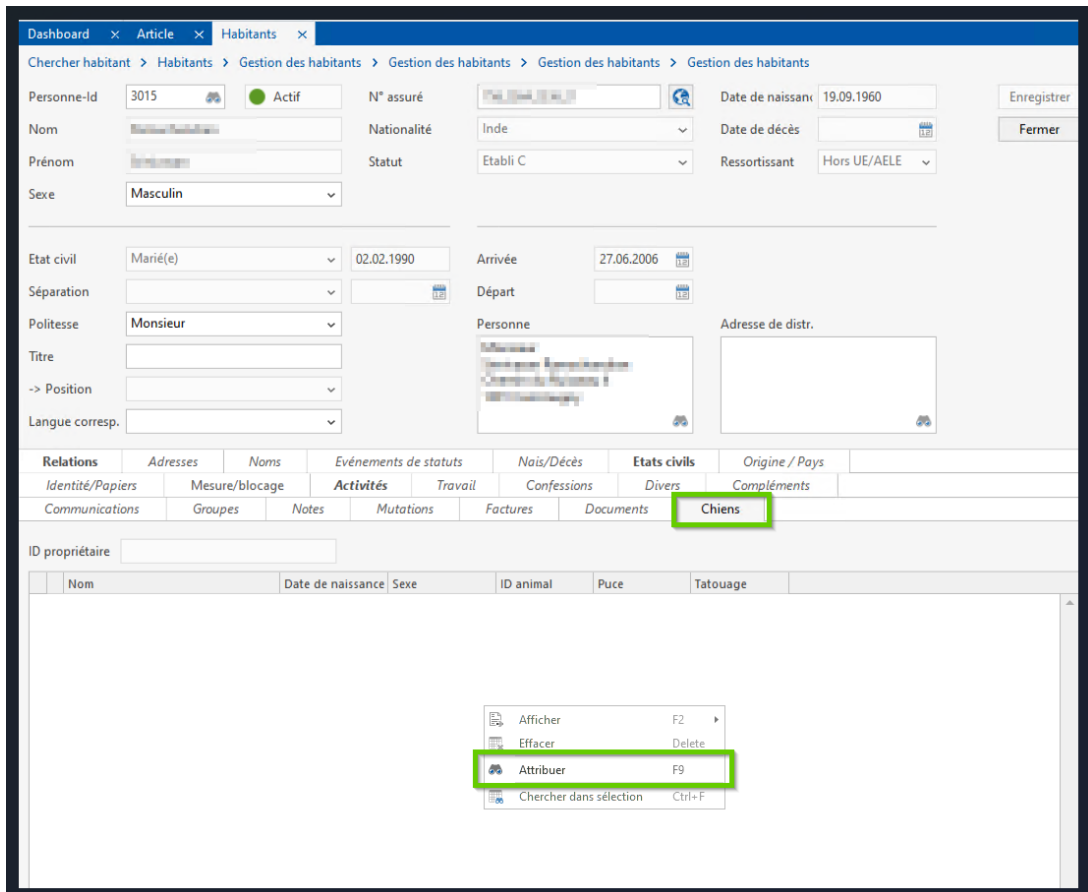 Dashboard × Article × Habitants ×
Chercher habitant > Habitants > Gestion des habitants > Gestion des habitants > Gestion des habitants > Gestion des habitants
Personne-Id 3015 Actif N° assuré Date de naissanc 19.09.1960 Enregistrer
Nom Nationalité Inde Date de décès Fermer
Prénom Statut Etabli C Ressortissant Hors UE/AELE
Sexe Masculin
Etat civil Marié(e) 02.02.1990 Arrivée 27.06.2006
Séparation Départ
Politesse Monsieur Personne Adresse de distr.
Titre
-> Position
Langue corresp.
Relations Adresses Noms Evénements de statuts Nais/Décès Etats civils Origine / Pays
Identité/Papiers Mesure/blocage Activités Travail Confessions Divers Compléments
Communications Groupes Notes Mutations Factures Documents Chiens
ID propriétaire
Nom Date de naissance Sexe ID animal Puce Tatouage
Afficher F2
Effacer Delete
Attribuer F9
Chercher dans sélection Ctrl+F